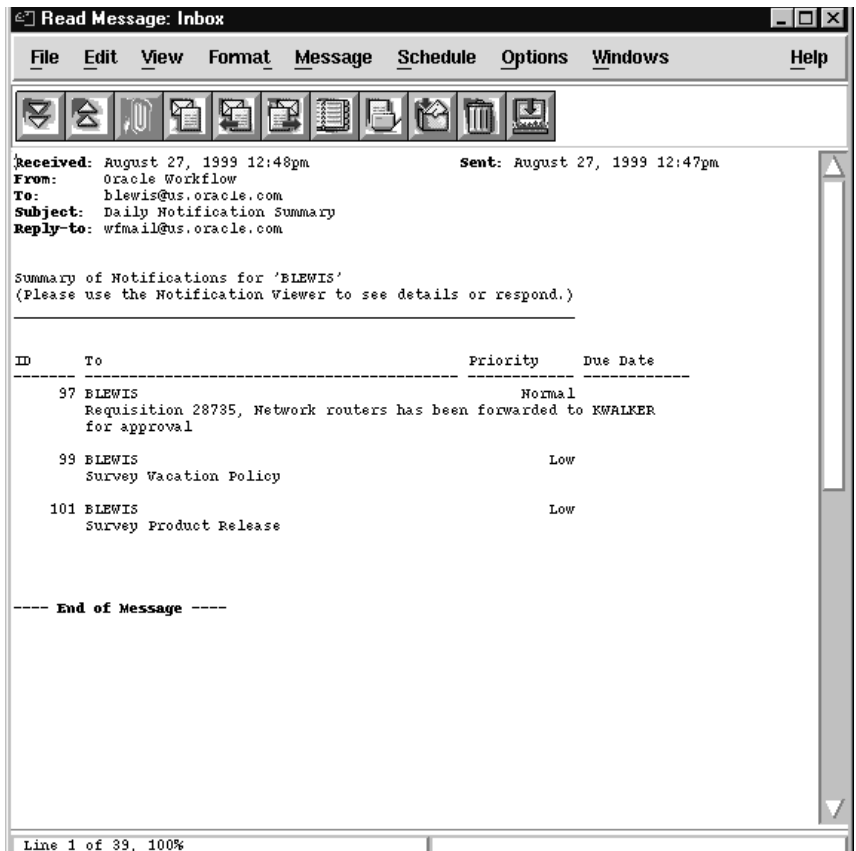 Read Message: Inbox
File Edit View Format Message Schedule Options Windows Help
Received: August 27, 1999 12:48pm Sent: August 27, 1999 12:47pm
From: Oracle Workflow
To: blewis@us.oracle.com
Subject: Daily Notification Summary
Reply-to: wfmail@us.oracle.com
Summary of Notifications for 'BLEWIS'
(Please use the Notification Viewer to see details or respond.)
ID To Priority Due Date
97 BLEWIS Normal
Requisition 28735, Network routers has been forwarded to KWALKER
for approval
99 BLEWIS Low
Survey Vacation Policy
101 BLEWIS Low
Survey Product Release
---- End of Message ----
Line 1 of 39, 100%